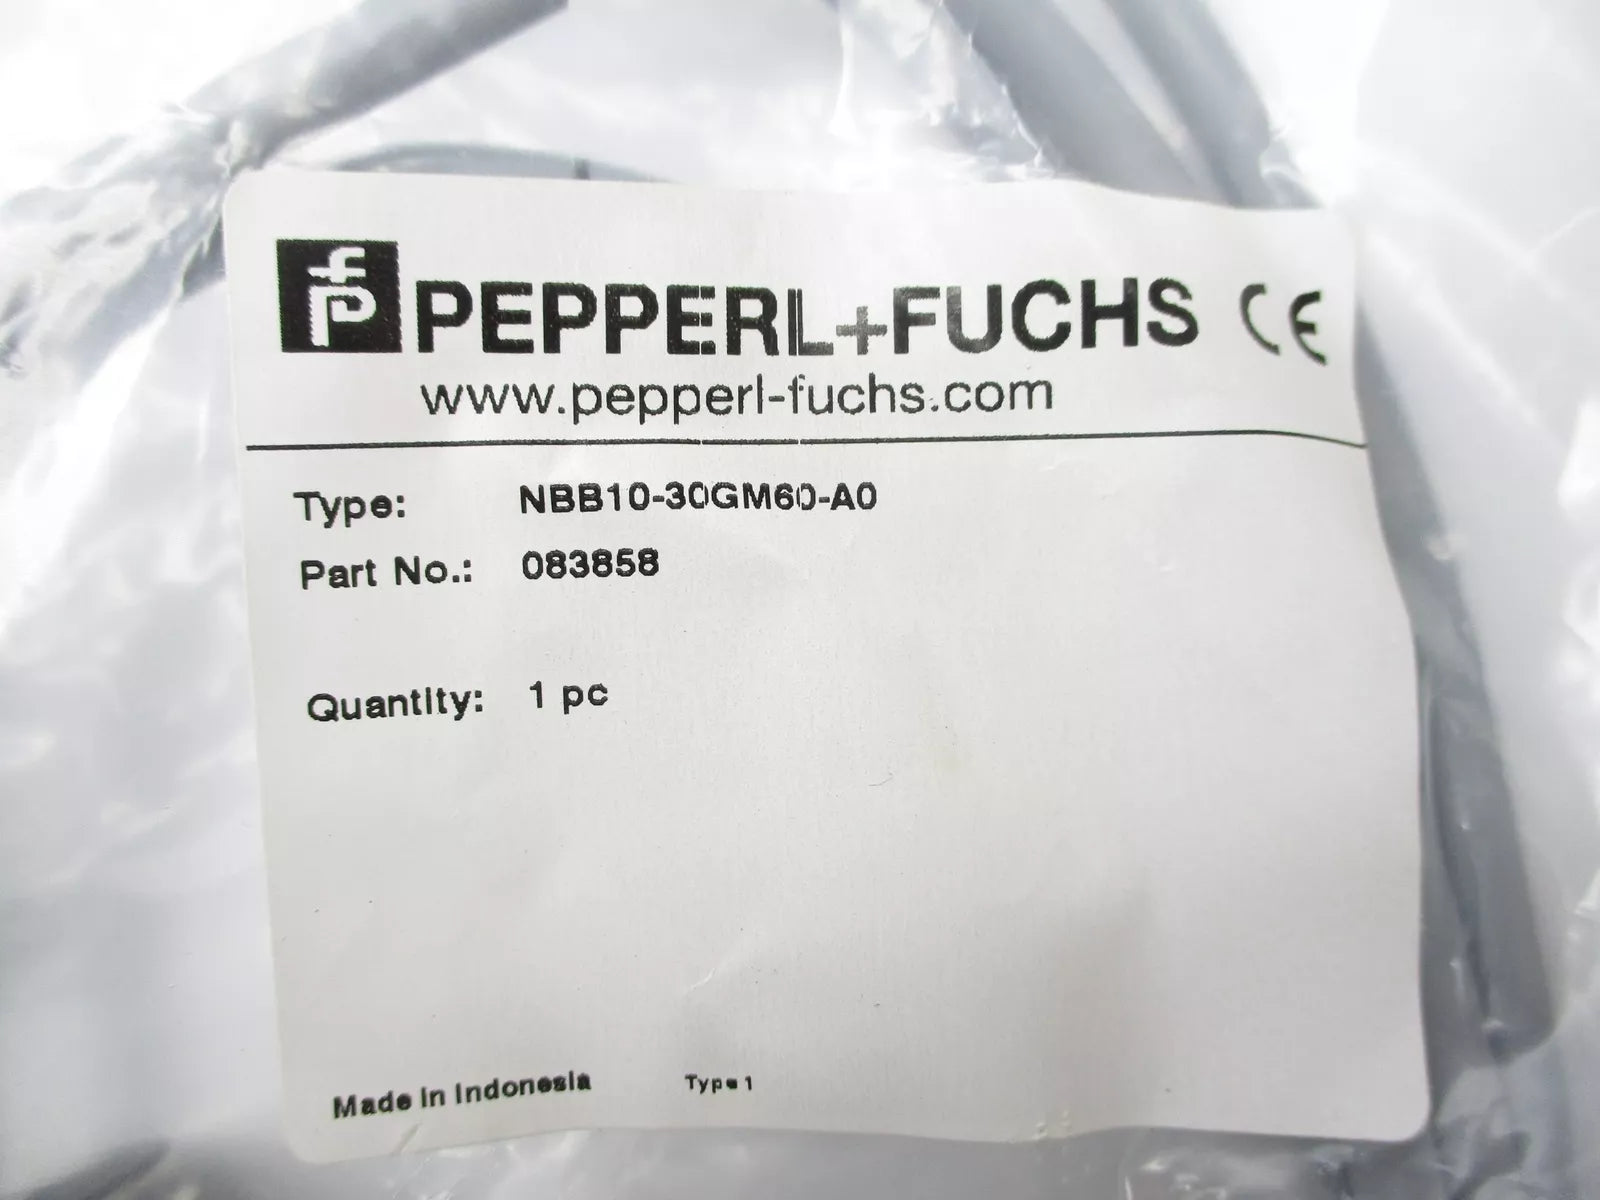 fp PEPPERL+FUCHS CE
www.pepperl-fuchs.com
Type: NBB10-30GM60-A0
Part No.: 083858
Quantity: 1 pc
Made in Indonesia Type 1